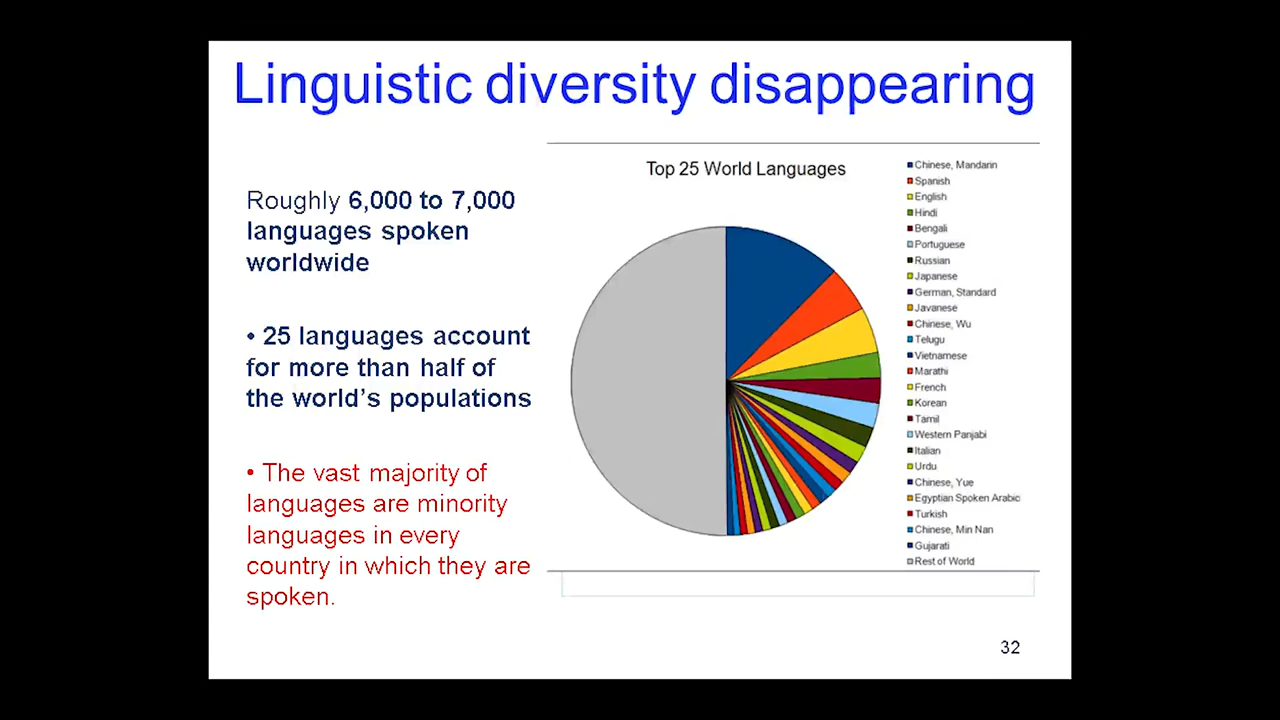 Linguistic diversity disappearing
Roughly 6,000 to 7,000
languages spoken
worldwide
• 25 languages account
for more than half of
the world's populations
• The vast majority of
languages are minority
languages in every
country in which they are
spoken.
Top 25 World Languages
Chinese, Mandarin
Spanish
English
Hindi
Bengali
Portuguese
Russian
Japanese
German, Standard
Javanese
Chinese, Wu
Telugu
Vietnamese
Marathi
French
Korean
Tamil
Western Panjabi
Italian
Urdu
Chinese, Yue
Egyptian Spoken Arabic
Turkish
Chinese, Min Nan
Gujarati
Rest of World
32